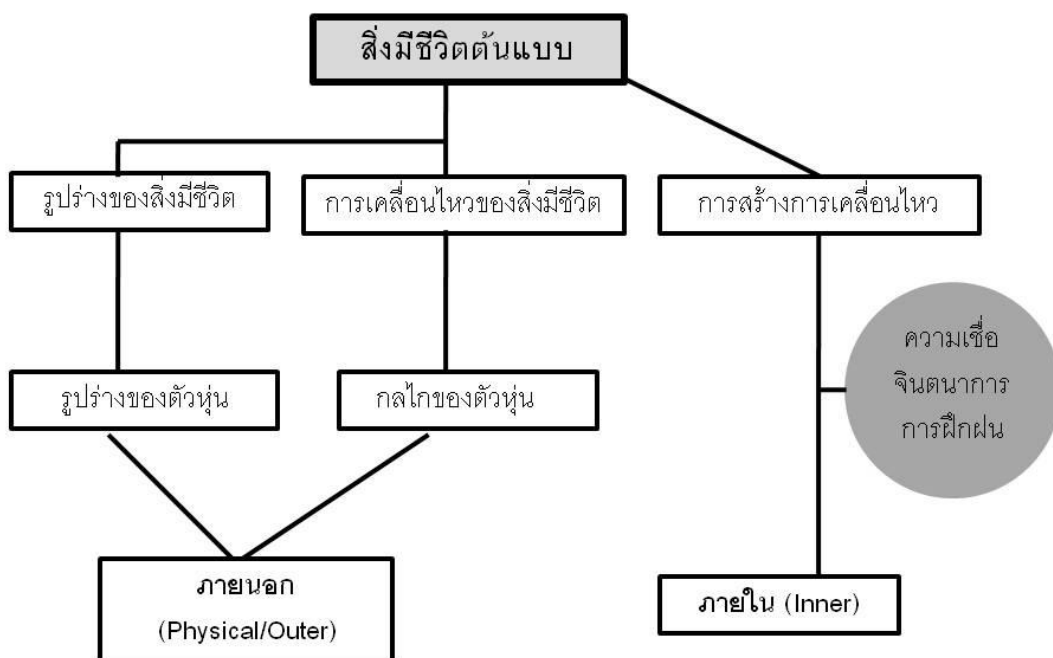 สิ่งมีชีวิตต้นแบบ
รูปร่างของสิ่งมีชีวิต
การเคลื่อนไหวของสิ่งมีชีวิต
การสร้างการเคลื่อนไหว
ความเชื่อ
จินตนาการ
การฝึกฝน
รูปร่างของตัวหุ่น
กลไกของตัวหุ่น
ภายนอก
(Physical/Outer)
ภายใน (Inner)